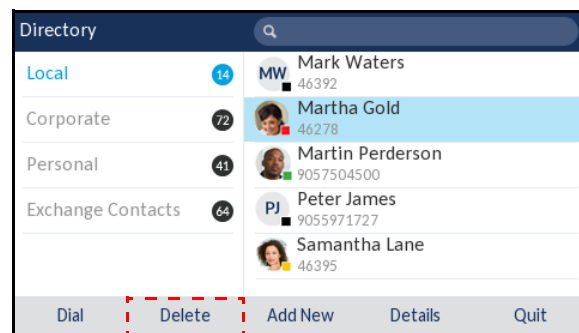 Directory
Local 14
Corporate 72
Personal 41
Exchange Contacts 64
MW Mark Waters
46392
Martha Gold
46278
Martin Perderson
9057504500
PJ Peter James
9055971727
Samantha Lane
46395
Dial Delete Add New Details Quit